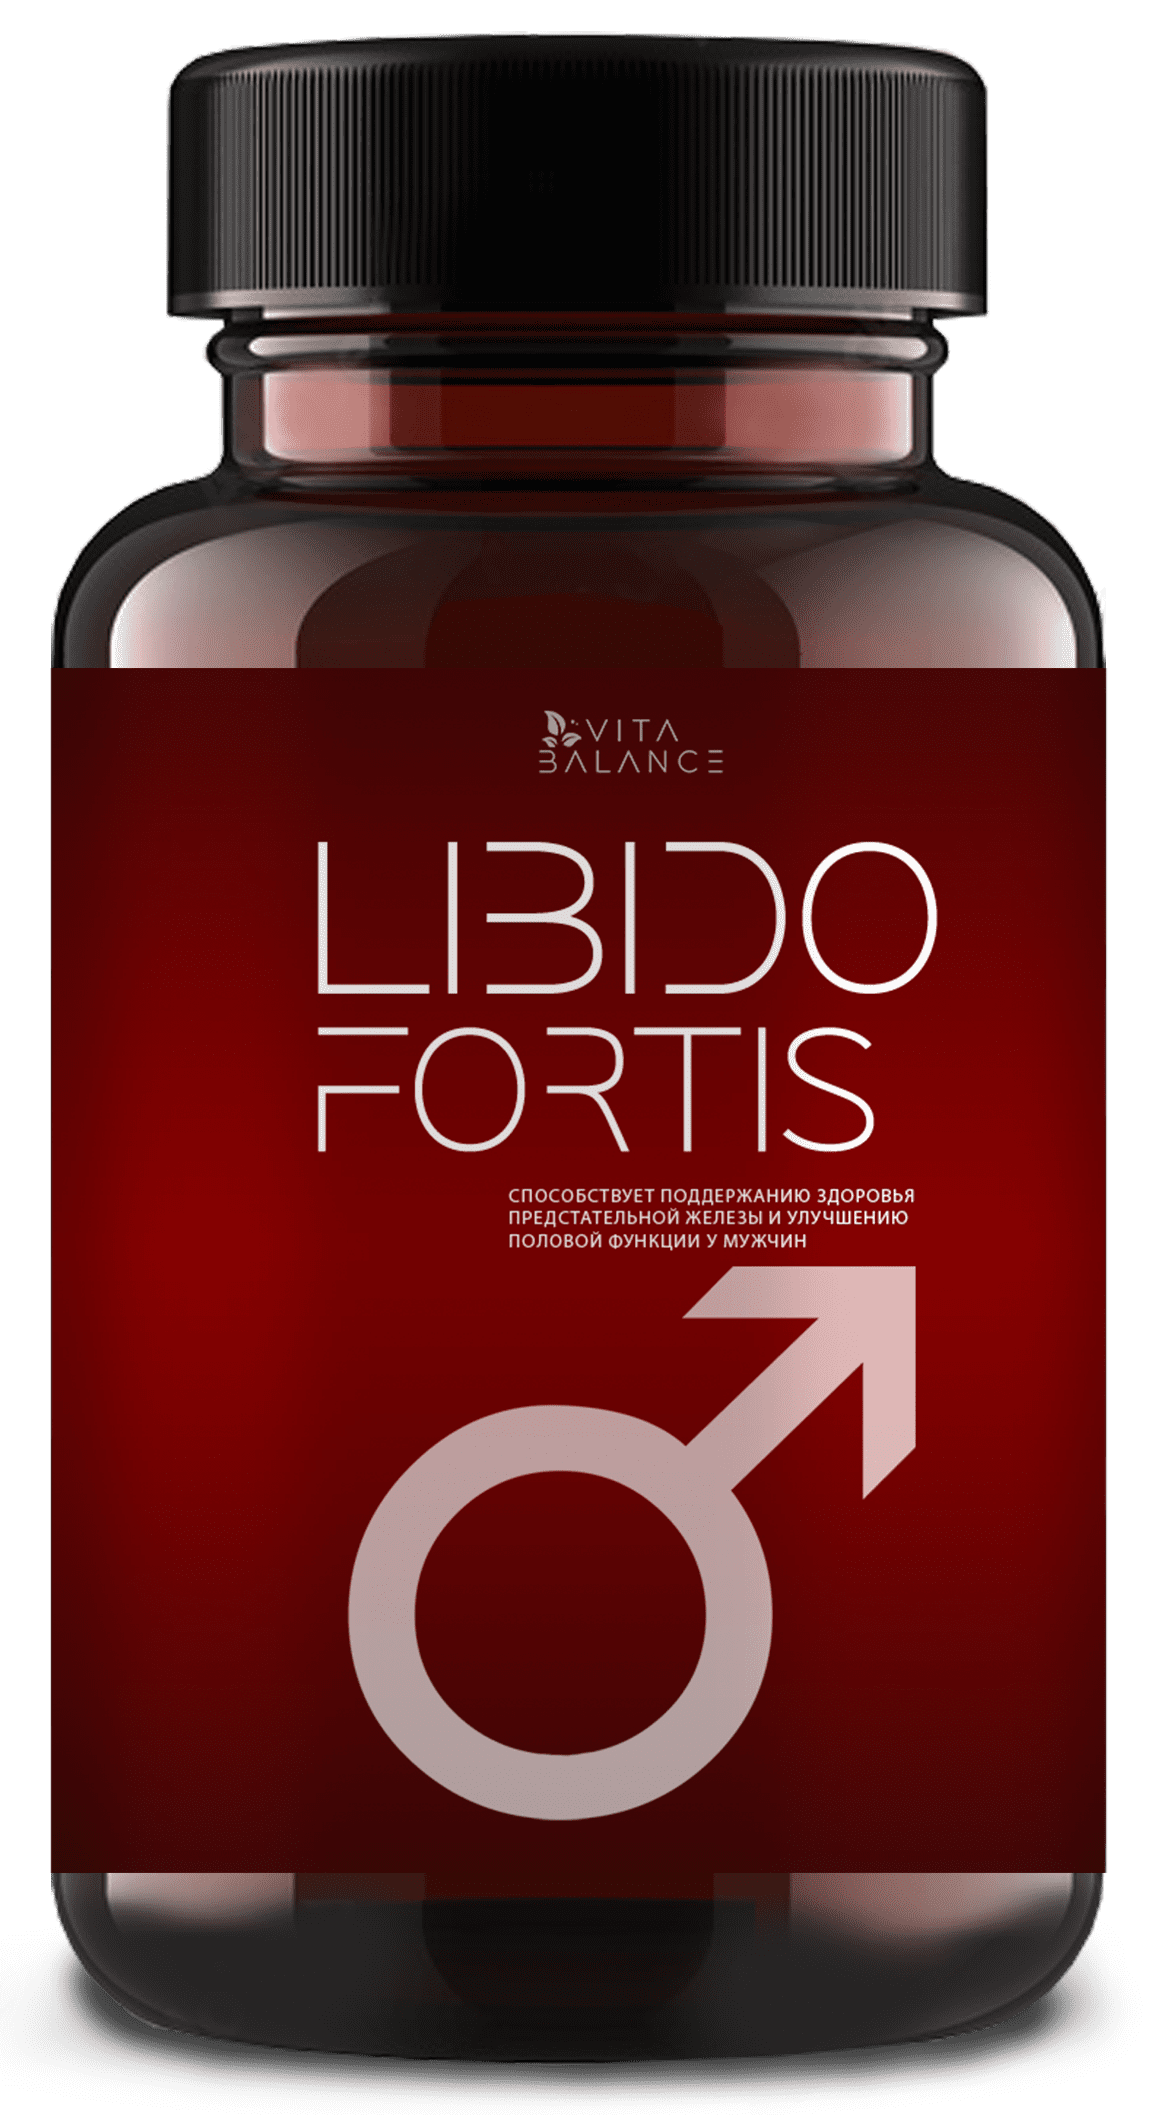 VITA
BALANCE
LIBIDO
FORTIS
СПОСОБСТВУЕТ ПОДДЕРЖАНИЮ ЗДОРОВЬЯ
ПРЕДСТАТЕЛЬНОЙ ЖЕЛЕЗЫ И УЛУЧШЕНИЮ
ПОЛОВОЙ ФУНКЦИИ У МУЖЧИН